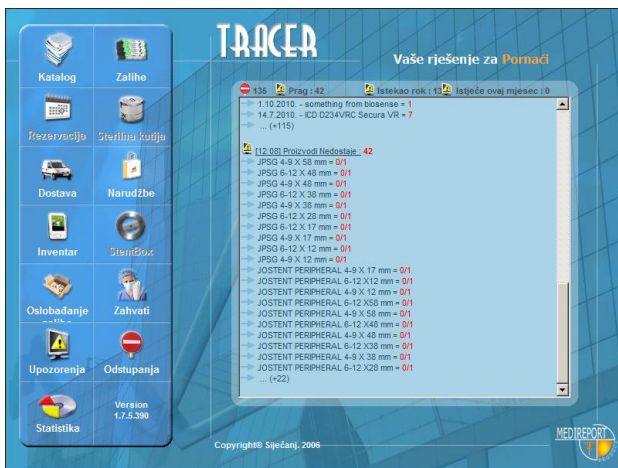 TRACER
Vaše rješenje za Pornaći
Katalog
Zalihe
Rezervacija
Sterilna kutija
Dostava
Narudžbe
Inventar
StentBox
Oslobađanje
Zahvati
Upozorenja
Odstupanja
Statistika
Version
1.7.5.390
135 Prag : 42 Istekao rok : 13 Istječe ovaj mjesec : 0
1.10.2010. - something from biosense = 1
14.7.2010. - ICD D234VRC Secura VR = 7
... (+115)
[12:08] Proizvodi Nedostaje : 42
JPSG 4-9 X 58 mm = 0/1
JPSG 6-12 X 48 mm = 0/1
JPSG 4-9 X 48 mm = 0/1
JPSG 6-12 X 38 mm = 0/1
JPSG 4-9 X 38 mm = 0/1
JPSG 6-12 X 28 mm = 0/1
JPSG 6-12 X 17 mm = 0/1
JPSG 4-9 X 17 mm = 0/1
JPSG 6-12 X 12 mm = 0/1
JPSG 4-9 X 12 mm = 0/1
JOSTENT PERIPHERAL 4-9 X 17 mm = 0/1
JOSTENT PERIPHERAL 6-12 X12 mm = 0/1
JOSTENT PERIPHERAL 4-9 X 12 mm = 0/1
JOSTENT PERIPHERAL 6-12 X58 mm = 0/1
JOSTENT PERIPHERAL 4-9 X 58 mm = 0/1
JOSTENT PERIPHERAL 6-12 X48 mm = 0/1
JOSTENT PERIPHERAL 4-9 X 48 mm = 0/1
JOSTENT PERIPHERAL 6-12 X38 mm = 0/1
JOSTENT PERIPHERAL 4-9 X 38 mm = 0/1
JOSTENT PERIPHERAL 6-12 X28 mm = 0/1
... (+22)
Copyright® Siječanj. 2006
MEDIREPORT